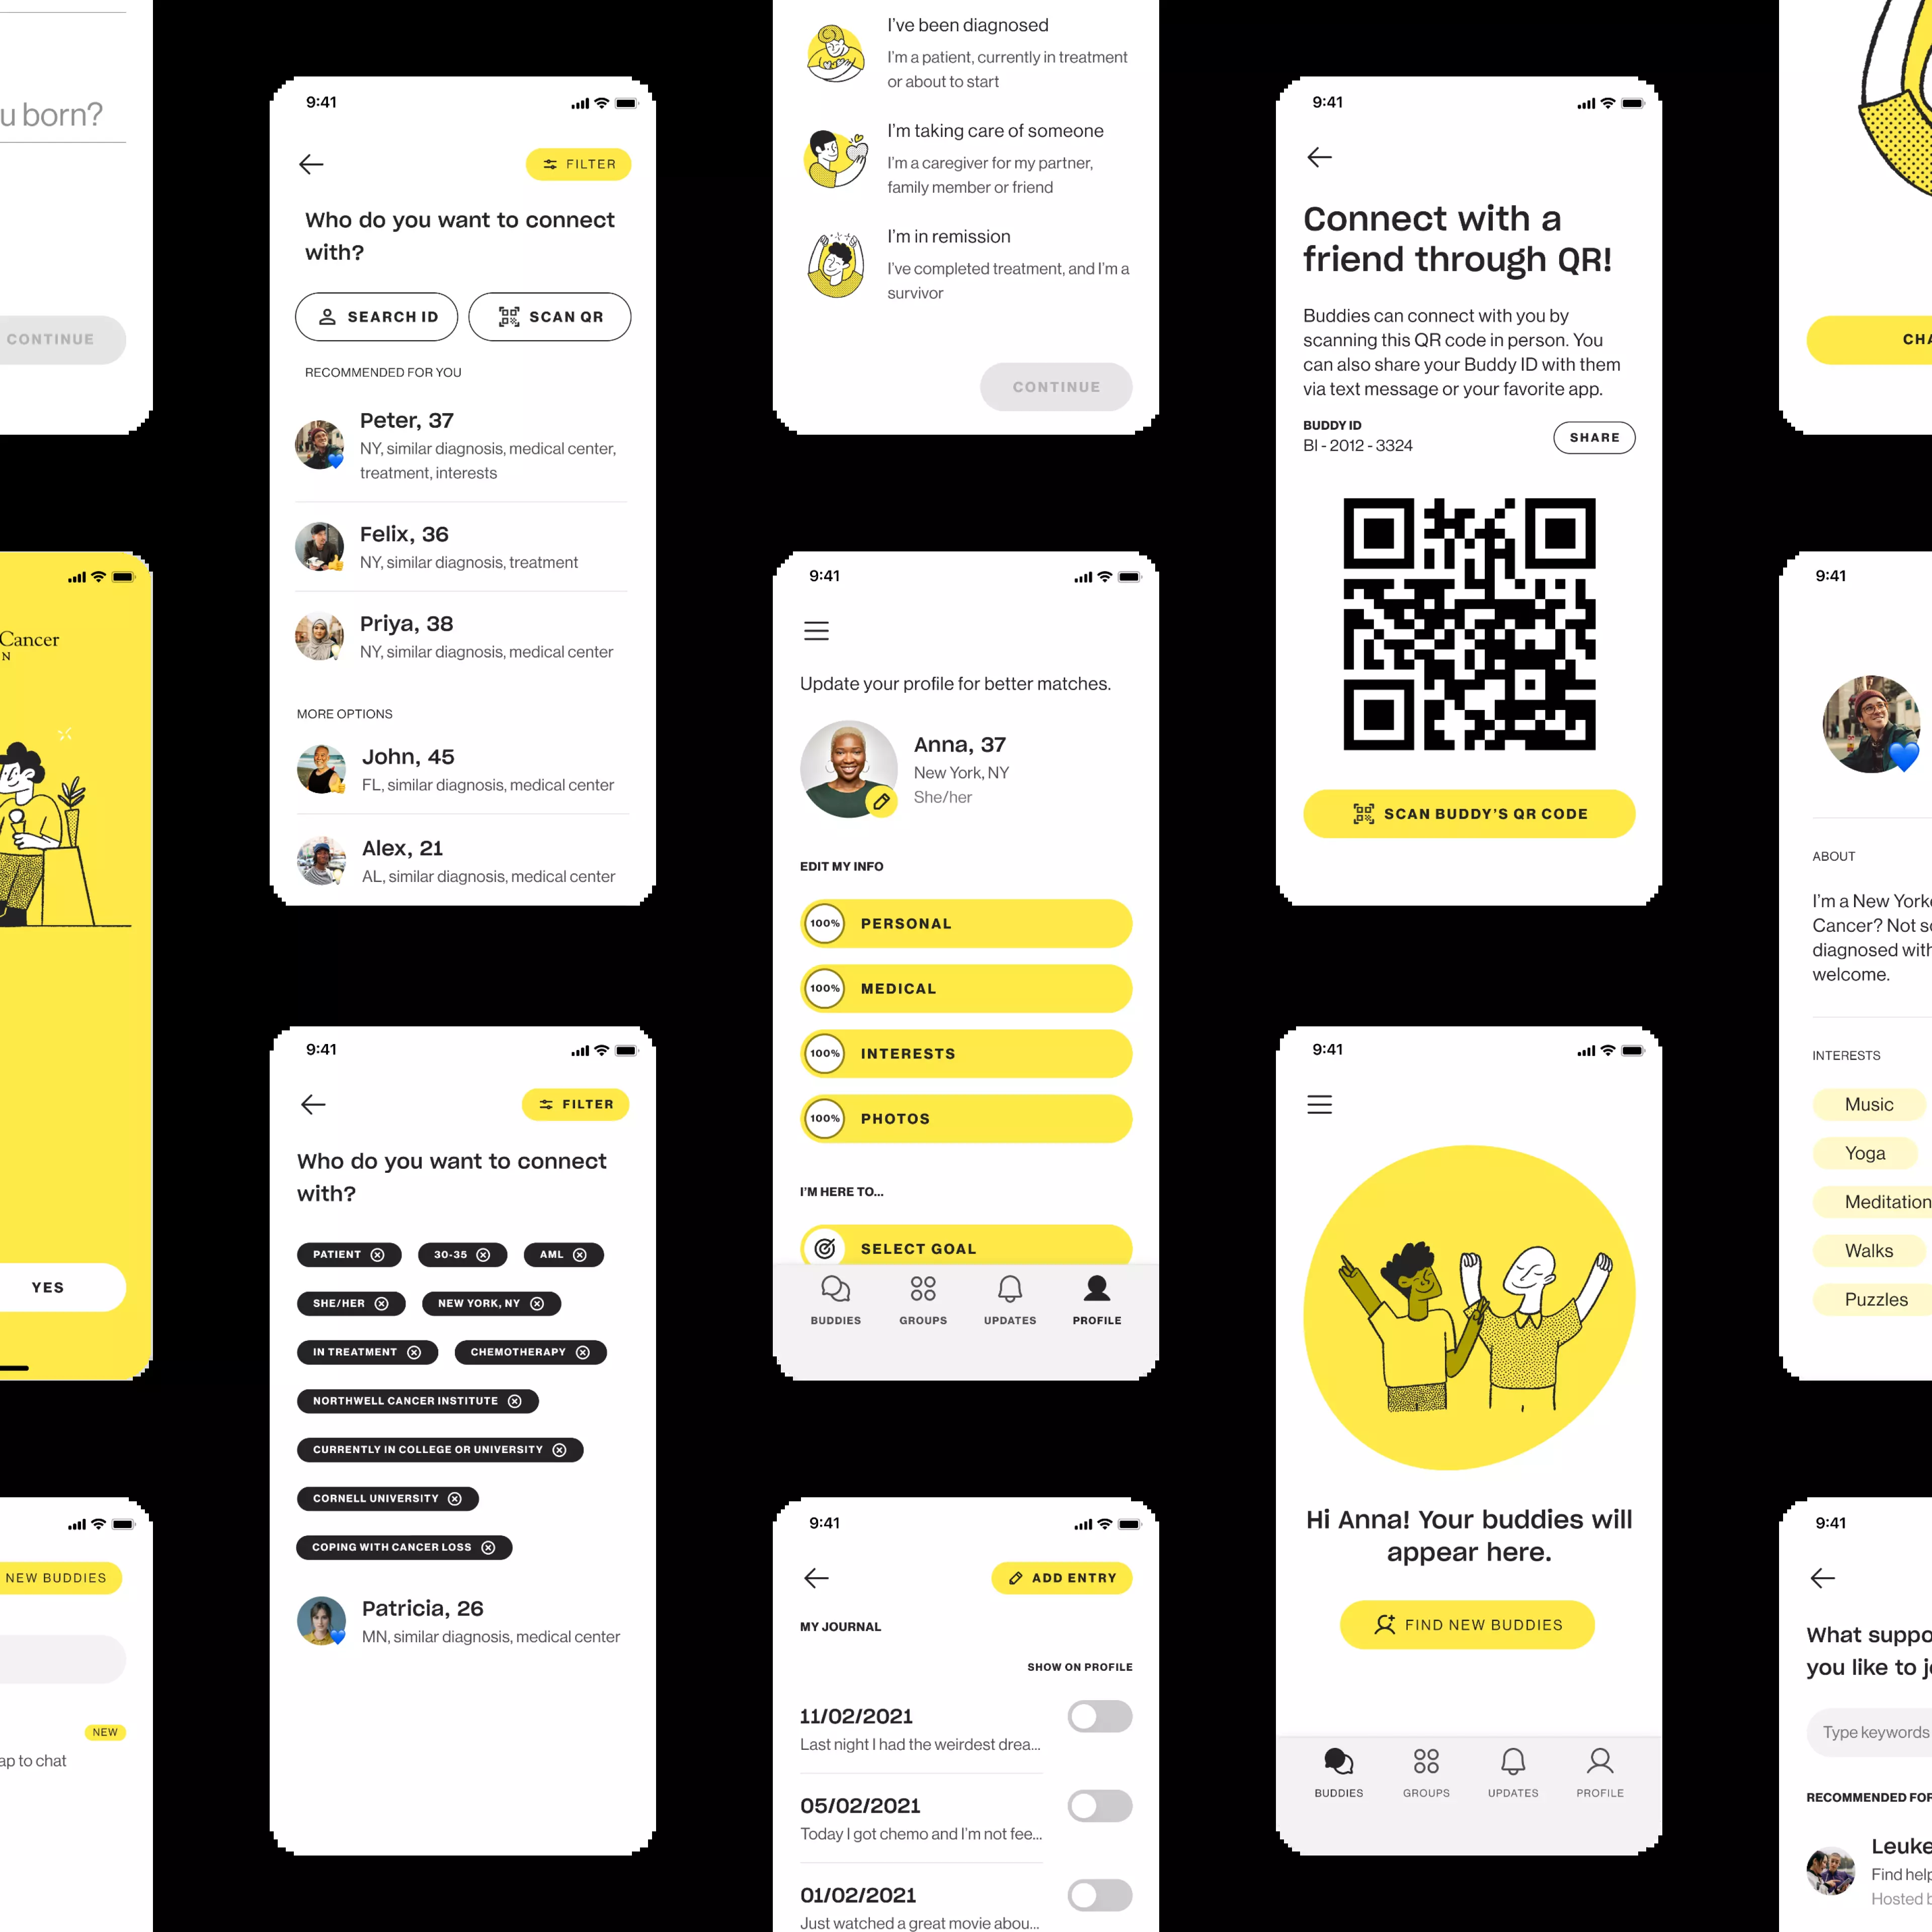 u born?
CONTINUE
Cancer
N
YES
NEW BUDDIES
NEW
ap to chat
9:41
FILTER
Who do you want to connect
with?
SEARCH ID
SCAN QR
RECOMMENDED FOR YOU
Peter, 37
NY, similar diagnosis, medical center,
treatment, interests
Felix, 36
NY, similar diagnosis, treatment
Priya, 38
NY, similar diagnosis, medical center
MORE OPTIONS
John, 45
FL, similar diagnosis, medical center
Alex, 21
AL, similar diagnosis, medical center
9:41
FILTER
Who do you want to connect
with?
PATIENT
30-35
AML
SHE/HER
NEW YORK, NY
IN TREATMENT
CHEMOTHERAPY
NORTHWELL CANCER INSTITUTE
CURRENTLY IN COLLEGE OR UNIVERSITY
CORNELL UNIVERSITY
COPING WITH CANCER LOSS
Patricia, 26
MN, similar diagnosis, medical center
I've been diagnosed
I'm a patient, currently in treatment
or about to start
I'm taking care of someone
I'm a caregiver for my partner,
family member or friend
I'm in remission
I've completed treatment, and I'm a
survivor
CONTINUE
9:41
Update your profile for better matches.
Anna, 37
New York, NY
She/her
EDIT MY INFO
100% PERSONAL
100% MEDICAL
100% INTERESTS
100% PHOTOS
I'M HERE TO...
SELECT GOAL
BUDDIES GROUPS UPDATES PROFILE
9:41
ADD ENTRY
MY JOURNAL
SHOW ON PROFILE
11/02/2021
Last night I had the weirdest drea...
05/02/2021
Today I got chemo and I'm not fee...
01/02/2021
Just watched a great movie abou...
9:41
Connect with a
friend through QR!
Buddies can connect with you by
scanning this QR code in person. You
can also share your Buddy ID with them
via text message or your favorite app.
BUDDY ID
BI - 2012 - 3324
SHARE
SCAN BUDDY'S QR CODE
9:41
Hi Anna! Your buddies will
appear here.
FIND NEW BUDDIES
BUDDIES GROUPS UPDATES PROFILE
CHA
9:41
ABOUT
I'm a New Yorke
Cancer? Not so
diagnosed with
welcome.
INTERESTS
Music
Yoga
Meditation
Walks
Puzzles
9:41
What suppo
you like to j
Type keywords
RECOMMENDED FOR
Leuke
Find help
Hosted b